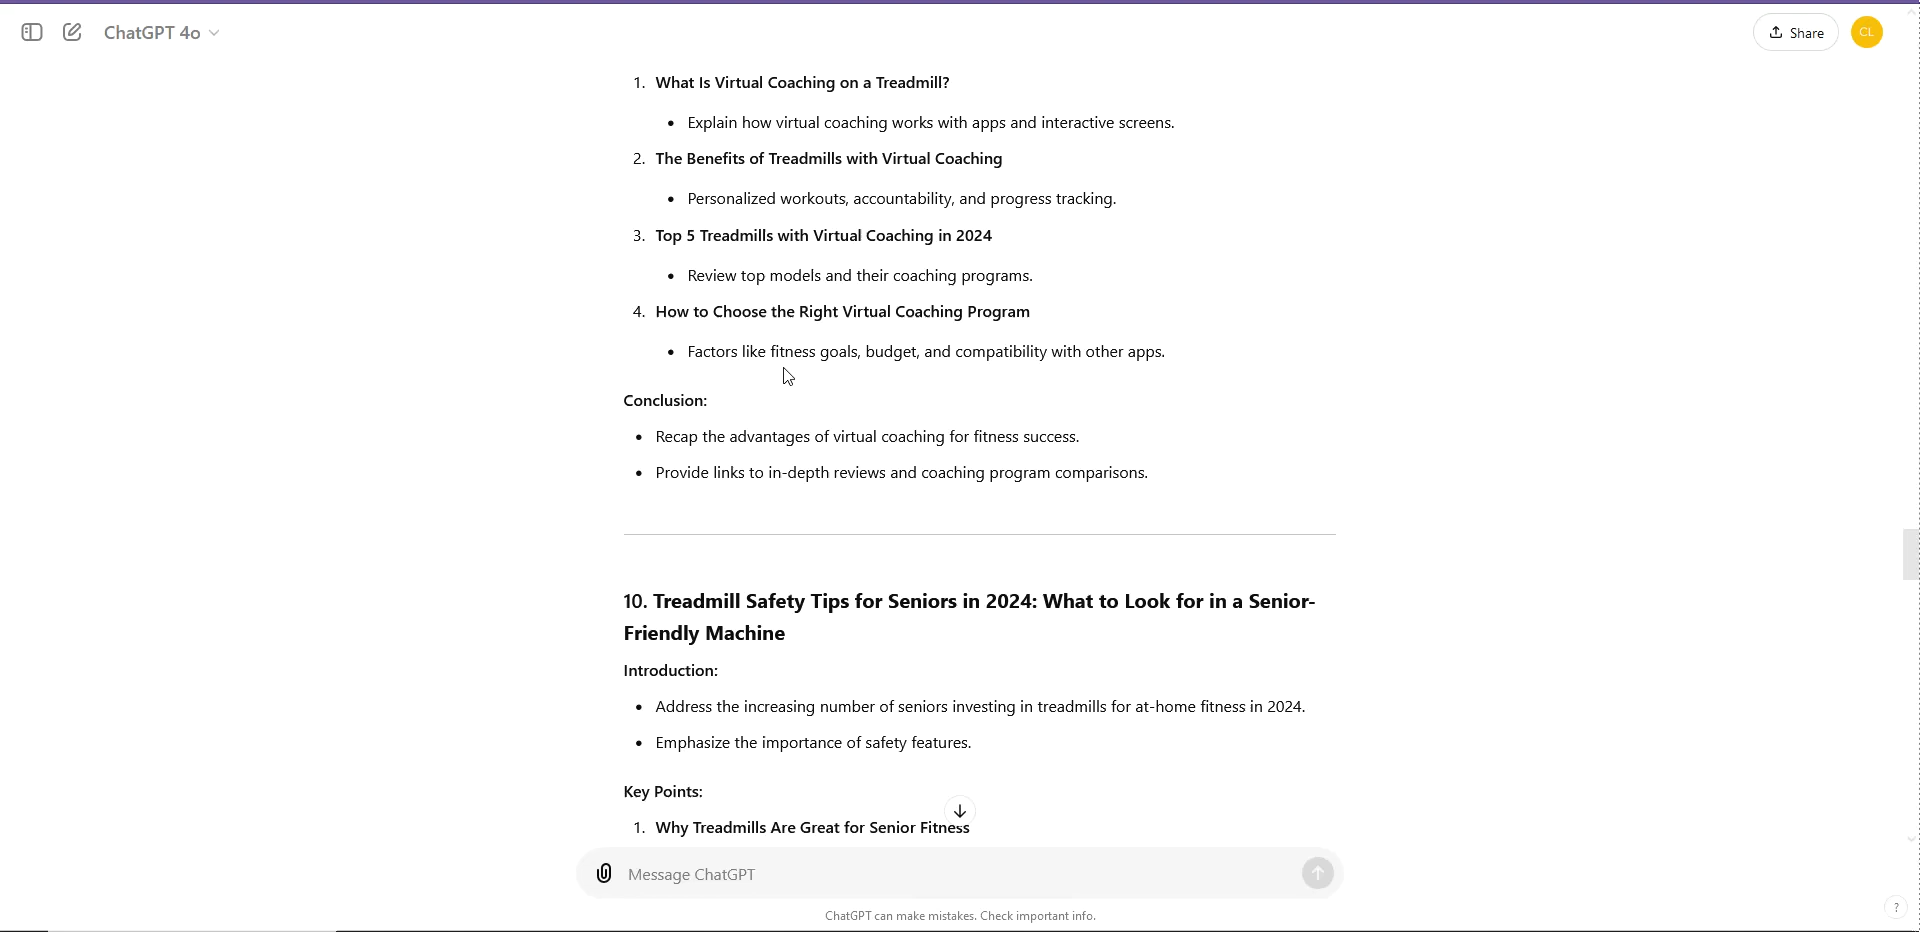 ChatGPT 4o
Share
CL
1. What Is Virtual Coaching on a Treadmill?
• Explain how virtual coaching works with apps and interactive screens.
2. The Benefits of Treadmills with Virtual Coaching
• Personalized workouts, accountability, and progress tracking.
3. Top 5 Treadmills with Virtual Coaching in 2024
• Review top models and their coaching programs.
4. How to Choose the Right Virtual Coaching Program
• Factors like fitness goals, budget, and compatibility with other apps.
Conclusion:
• Recap the advantages of virtual coaching for fitness success.
• Provide links to in-depth reviews and coaching program comparisons.
10. Treadmill Safety Tips for Seniors in 2024: What to Look for in a Senior-
Friendly Machine
Introduction:
• Address the increasing number of seniors investing in treadmills for at-home fitness in 2024.
• Emphasize the importance of safety features.
Key Points:
1. Why Treadmills Are Great for Senior Fitness
Message ChatGPT
ChatGPT can make mistakes. Check important info.
?